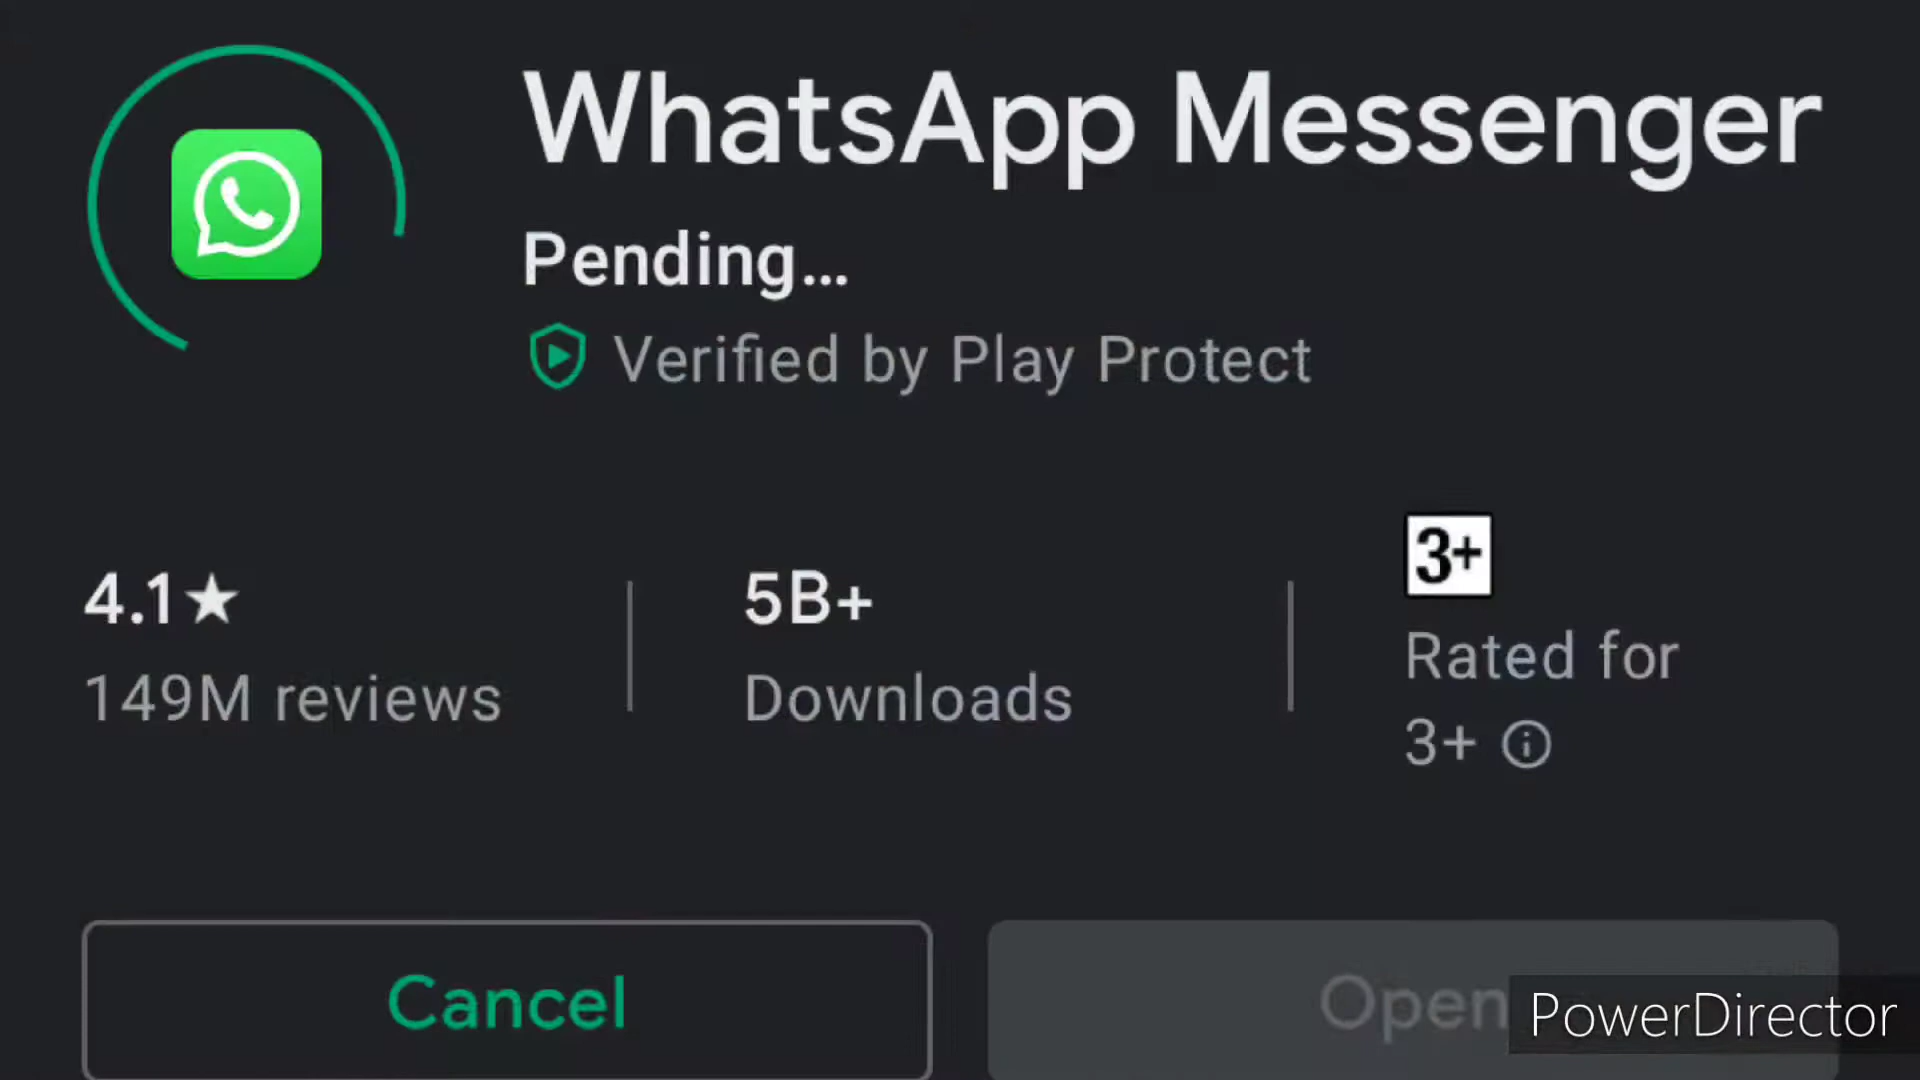 WhatsApp Messenger
Pending...
Verified by Play Protect
4.1★
149M reviews
5B+
Downloads
3+
Rated for
3+
Cancel
Open
PowerDirector